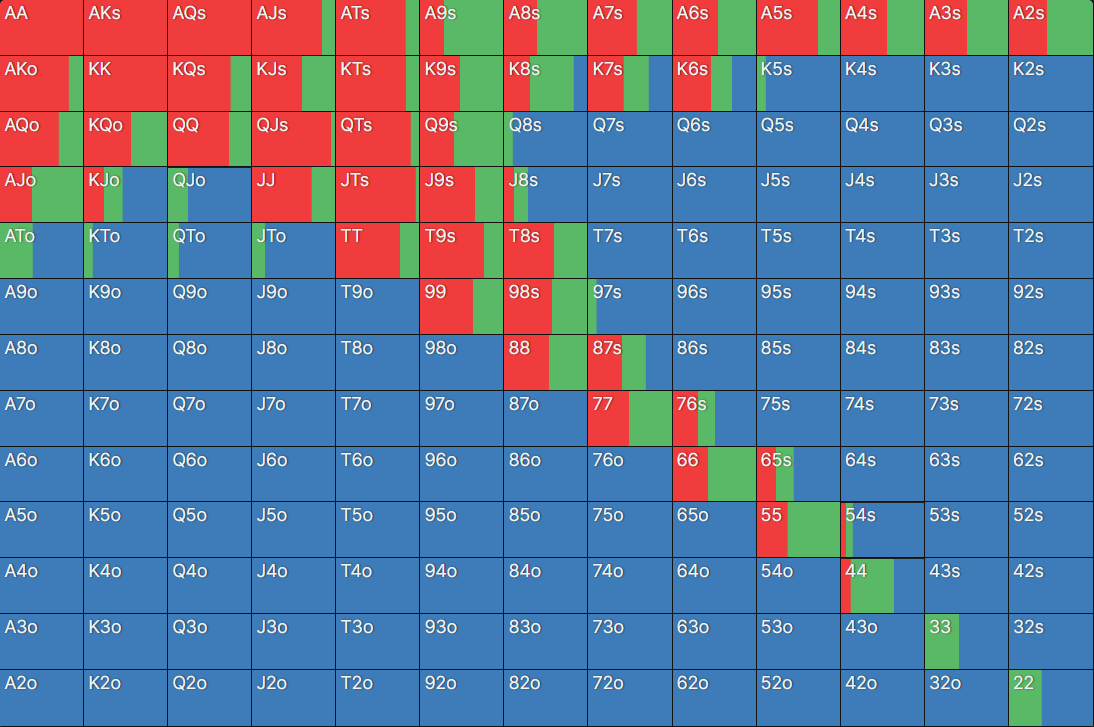 AA AKs AQs AJs ATs A9s A8s A7s A6s A5s A4s A3s A2s
AKo KK KQs KJs KTs K9s K8s K7s K6s K5s K4s K3s K2s
AQo KQo QQ QJs QTs Q9s Q8s Q7s Q6s Q5s Q4s Q3s Q2s
AJo KJo QJo JJ JTs J9s J8s J7s J6s J5s J4s J3s J2s
ATo KTo QTo JTo TT T9s T8s T7s T6s T5s T4s T3s T2s
A9o K9o Q9o J9o T9o 99 98s 97s 96s 95s 94s 93s 92s
A8o K8o Q8o J8o T8o 98o 88 87s 86s 85s 84s 83s 82s
A7o K7o Q7o J7o T7o 97o 87o 77 76s 75s 74s 73s 72s
A6o K6o Q6o J6o T6o 96o 86o 76o 66 65s 64s 63s 62s
A5o K5o Q5o J5o T5o 95o 85o 75o 65o 55 54s 53s 52s
A4o K4o Q4o J4o T4o 94o 84o 74o 64o 54o 44 43s 42s
A3o K3o Q3o J3o T3o 93o 83o 73o 63o 53o 43o 33 32s
A2o K2o Q2o J2o T2o 92o 82o 72o 62o 52o 42o 32o 22